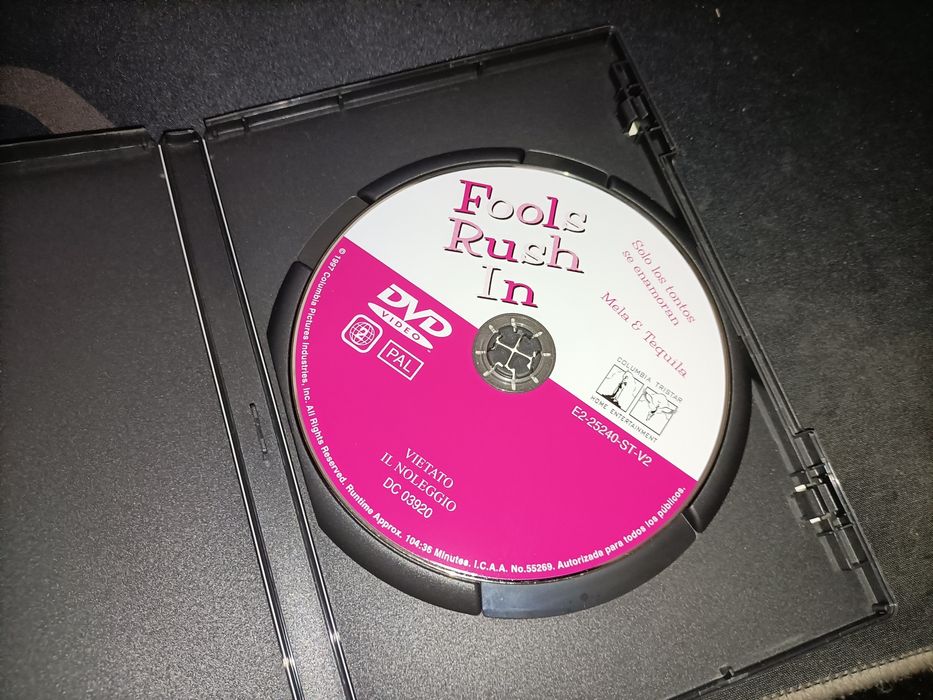 Fools
Rush
In
Solo los tontos
se enamoran
Mela & Tequila
DVD
VIDEO
2
PAL
COLUMBIA TRISTAR
HOME ENTERTAINMENT
E2-25240-ST-V2
VIETATO
IL NOLEGGIO
DC 03920
© 1997 Columbia Pictures Industries, Inc. All Rights Reserved. Runtime Approx. 104:36 Minutes. I.C.A.A. No.55269. Autorizada para todos los públicos.